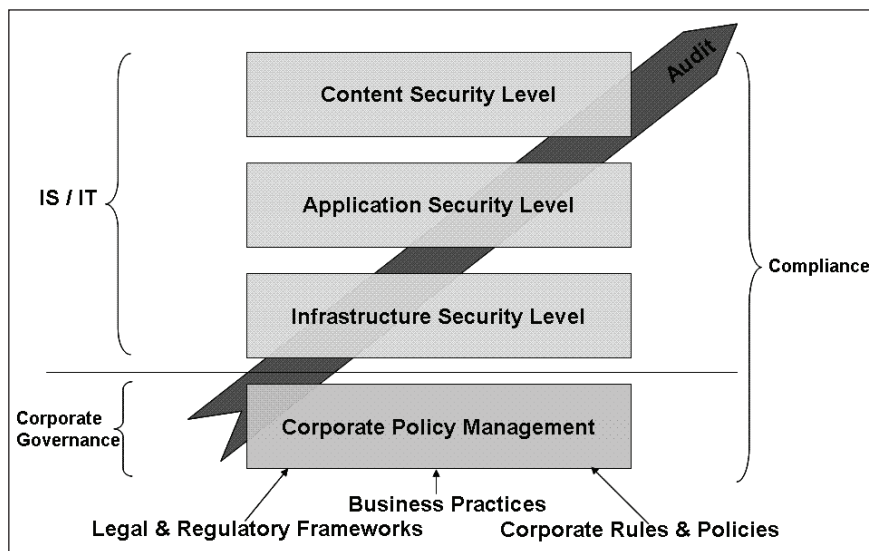 Audit
Content Security Level
IS / IT
Application Security Level
Compliance
Infrastructure Security Level
Corporate
Governance
Corporate Policy Management
Business Practices
Legal & Regulatory Frameworks
Corporate Rules & Policies